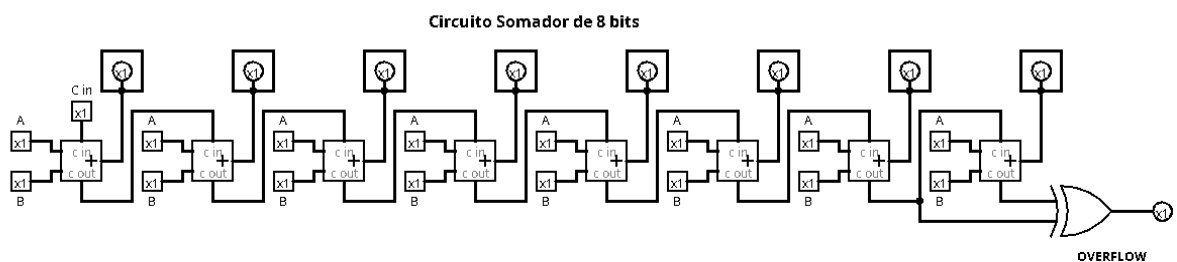 Circuito Somador de 8 bits
x1 x1 x1 x1 x1 x1 x1 x1
C in
x1
A A A A A A A A
x1 x1 x1 x1 x1 x1 x1 x1
c in c in c in c in c in c in c in c in
+ + + + + + + +
c out c out c out c out c out c out c out c out
x1 x1 x1 x1 x1 x1 x1 x1
B B B B B B B B
x1
OVERFLOW